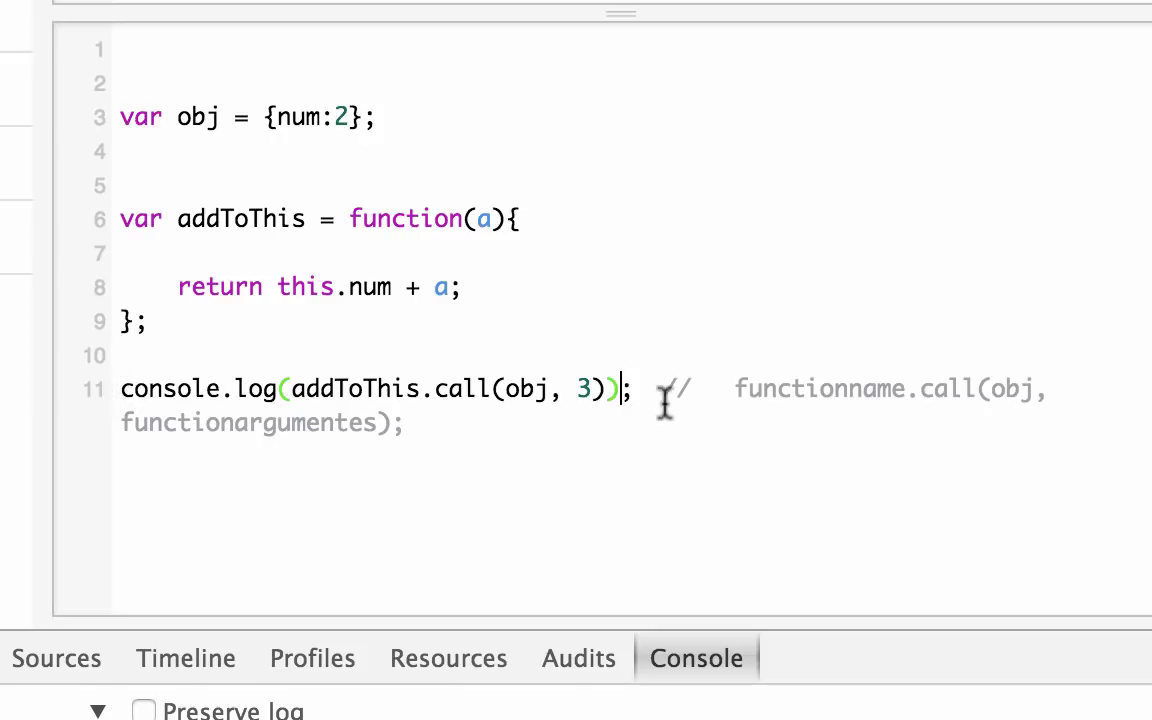 1
2
3 var obj = {num:2};
4
5
6 var addToThis = function(a){
7
8 return this.num + a;
9 };
10
11 console.log(addToThis.call(obj, 3)); // functionname.call(obj,
functionargumentes);
Sources Timeline Profiles Resources Audits Console
▼ Preserve log